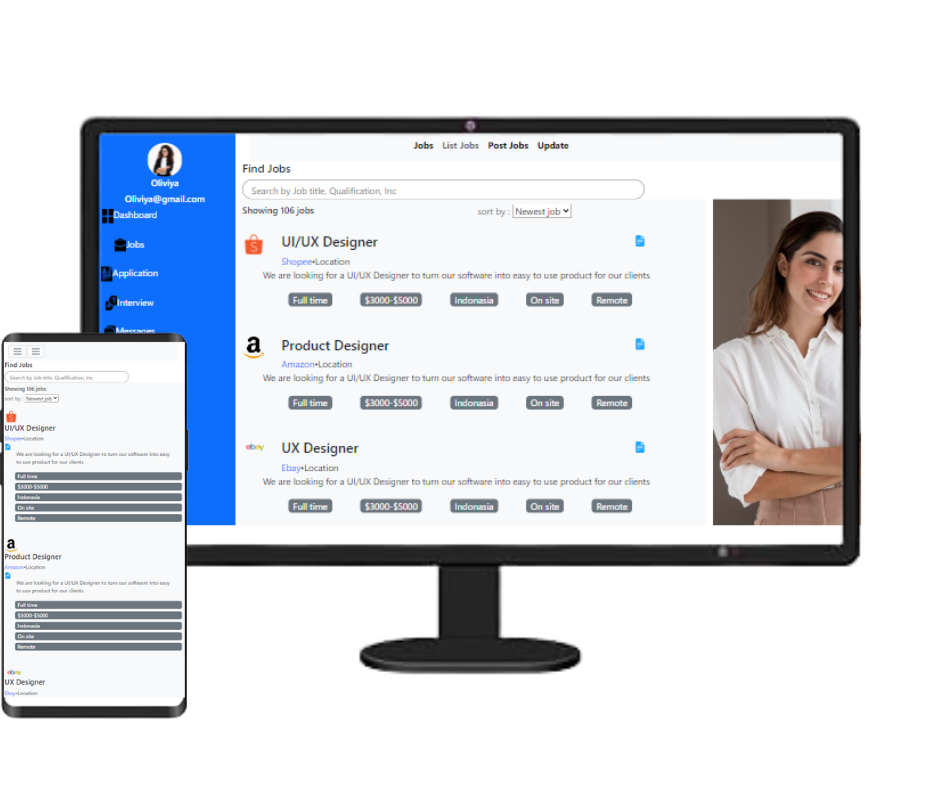 Jobs List Jobs Post Jobs Update
Oliviya
Oliviya@gmail.com
Dashboard
Jobs
Application
Interview
Messages
Find Jobs
Search by Job title, Qualification, Inc
Showing 106 jobs
sort by : Newest job
UI/UX Designer
Shopee•Location
We are looking for a UI/UX Designer to turn our software into easy to use product for our clients
Full time $3000-$5000 Indonasia On site Remote
a
Product Designer
Amazon•Location
We are looking for a UI/UX Designer to turn our software into easy to use product for our clients
Full time $3000-$5000 Indonasia On site Remote
ebay
UX Designer
Ebay•Location
We are looking for a UI/UX Designer to turn our software into easy to use product for our clients
Full time $3000-$5000 Indonasia On site Remote
Find Jobs
Search by Job title, Qualification, Inc
Showing 106 jobs
sort by : Newest job
UI/UX Designer
Shopee•Location
We are looking for a UI/UX Designer to turn our software into easy
to use product for our clients
Full time
$3000-$5000
Indonasia
On site
Remote
a
Product Designer
Amazon•Location
We are looking for a UI/UX Designer to turn our software into easy
to use product for our clients
Full time
$3000-$5000
Indonasia
On site
Remote
ebay
UX Designer
Ebay•Location